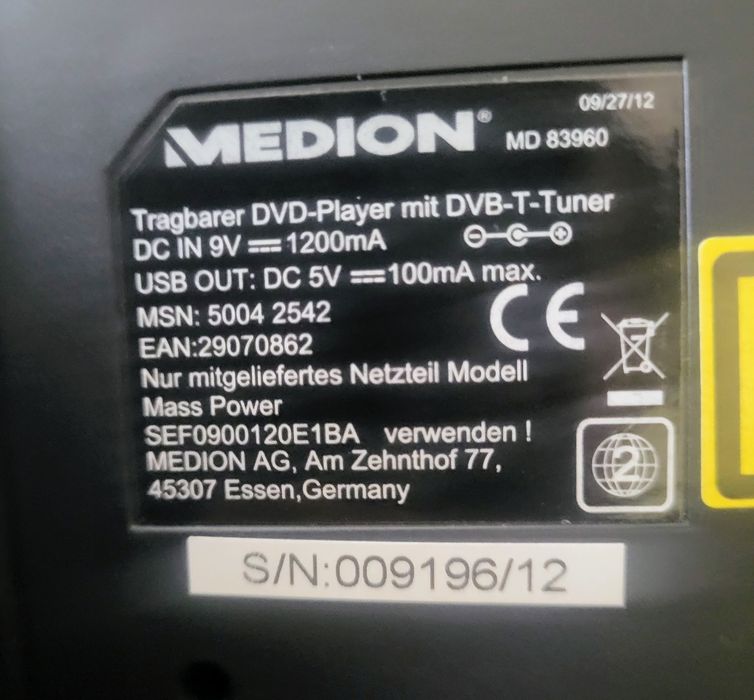 09/27/12
MEDION® MD 83960
Tragbarer DVD-Player mit DVB-T-Tuner
DC IN 9V ⎓ 1200mA
USB OUT: DC 5V ⎓ 100mA max.
MSN: 5004 2542
EAN:29070862
CE
Nur mitgeliefertes Netzteil Modell
Mass Power
SEF0900120E1BA verwenden !
MEDION AG, Am Zehnthof 77,
45307 Essen,Germany
2
S/N:009196/12